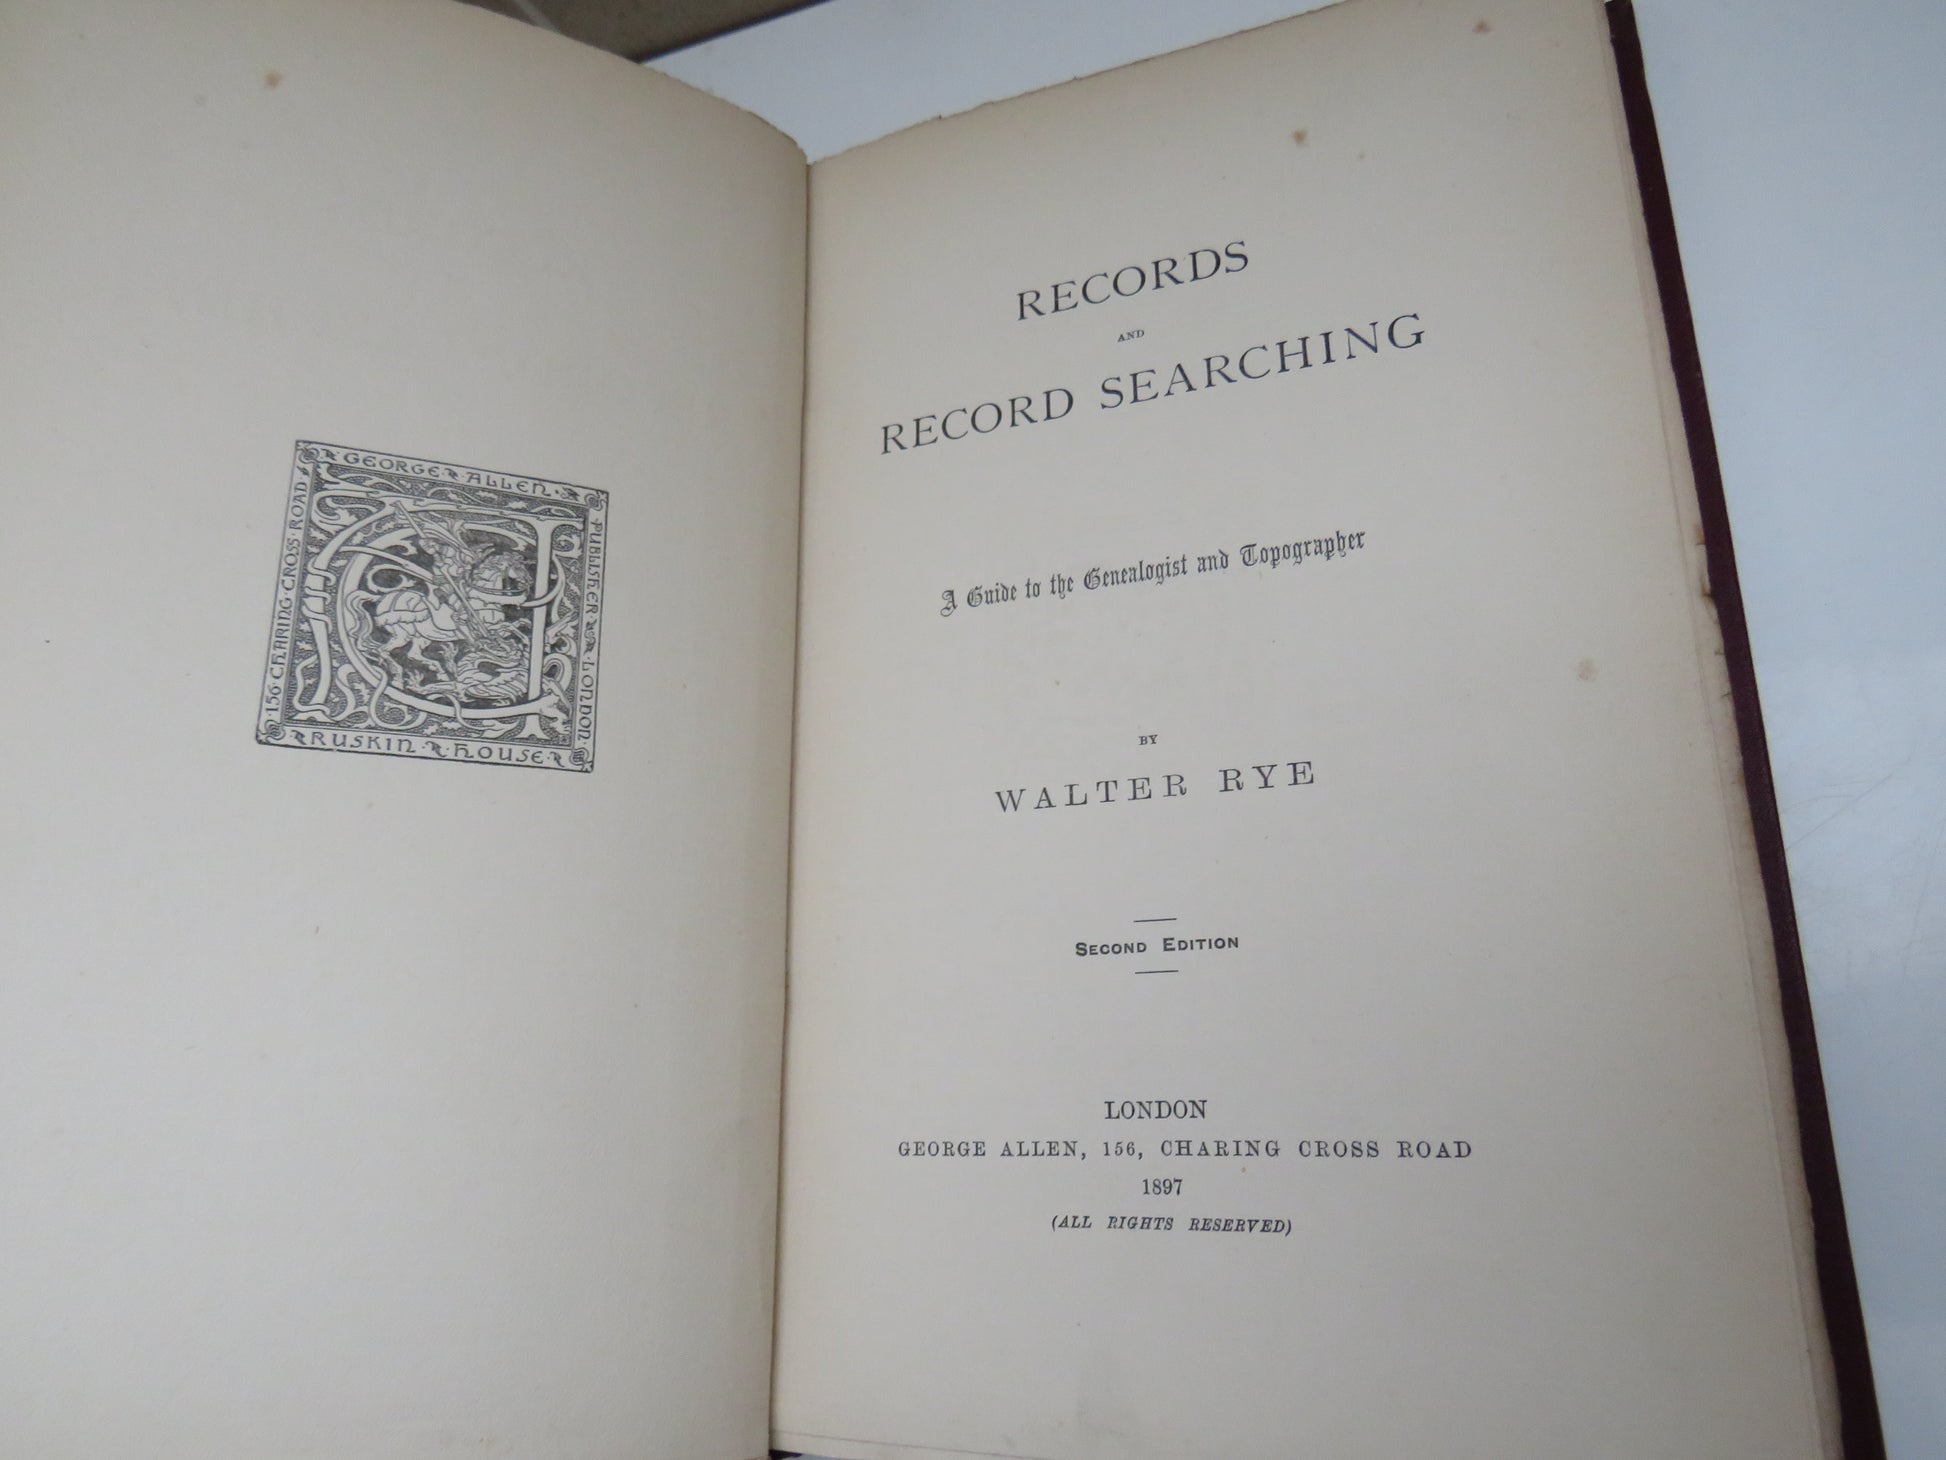 GEORGE ALLEN
PUBLISHER LONDON
RUSKIN HOUSE
156 CHARING CROSS ROAD
RECORDS
AND
RECORD SEARCHING
A Guide to the Genealogist and Topographer
BY
WALTER RYE
SECOND EDITION
LONDON
GEORGE ALLEN, 156, CHARING CROSS ROAD
1897
(ALL RIGHTS RESERVED)